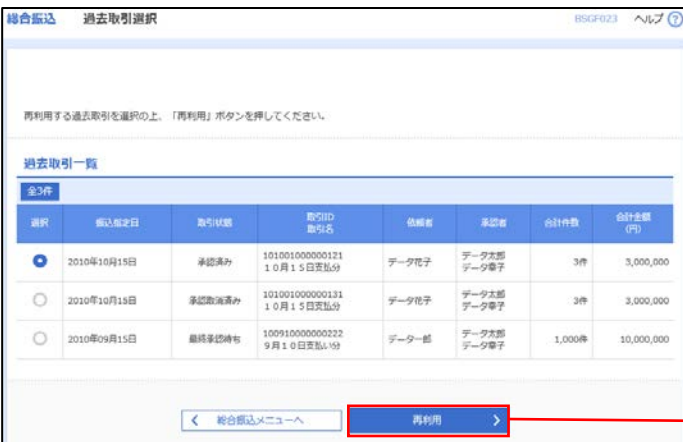 総合振込 過去取引選択 BSGF023 ヘルプ ?
再利用する過去取引を選択の上、「再利用」ボタンを押してください。
過去取引一覧
全3件
選択 振込指定日 取引状態 取引ID 取引名 依頼者 承認者 合計件数 合計金額(円)
2010年10月15日 承認済み 101001000000121 データ花子 データ太郎 3件 3,000,000
10月15日支払分 データ幸子
2010年10月15日 承認取消済み 101001000000131 データ花子 データ太郎 3件 3,000,000
10月15日支払分 データ幸子
2010年09月15日 最終承認待ち 100910000000222 データ一郎 データ太郎 1,000件 10,000,000
9月10日支払い分 データ幸子
総合振込メニューへ 再利用